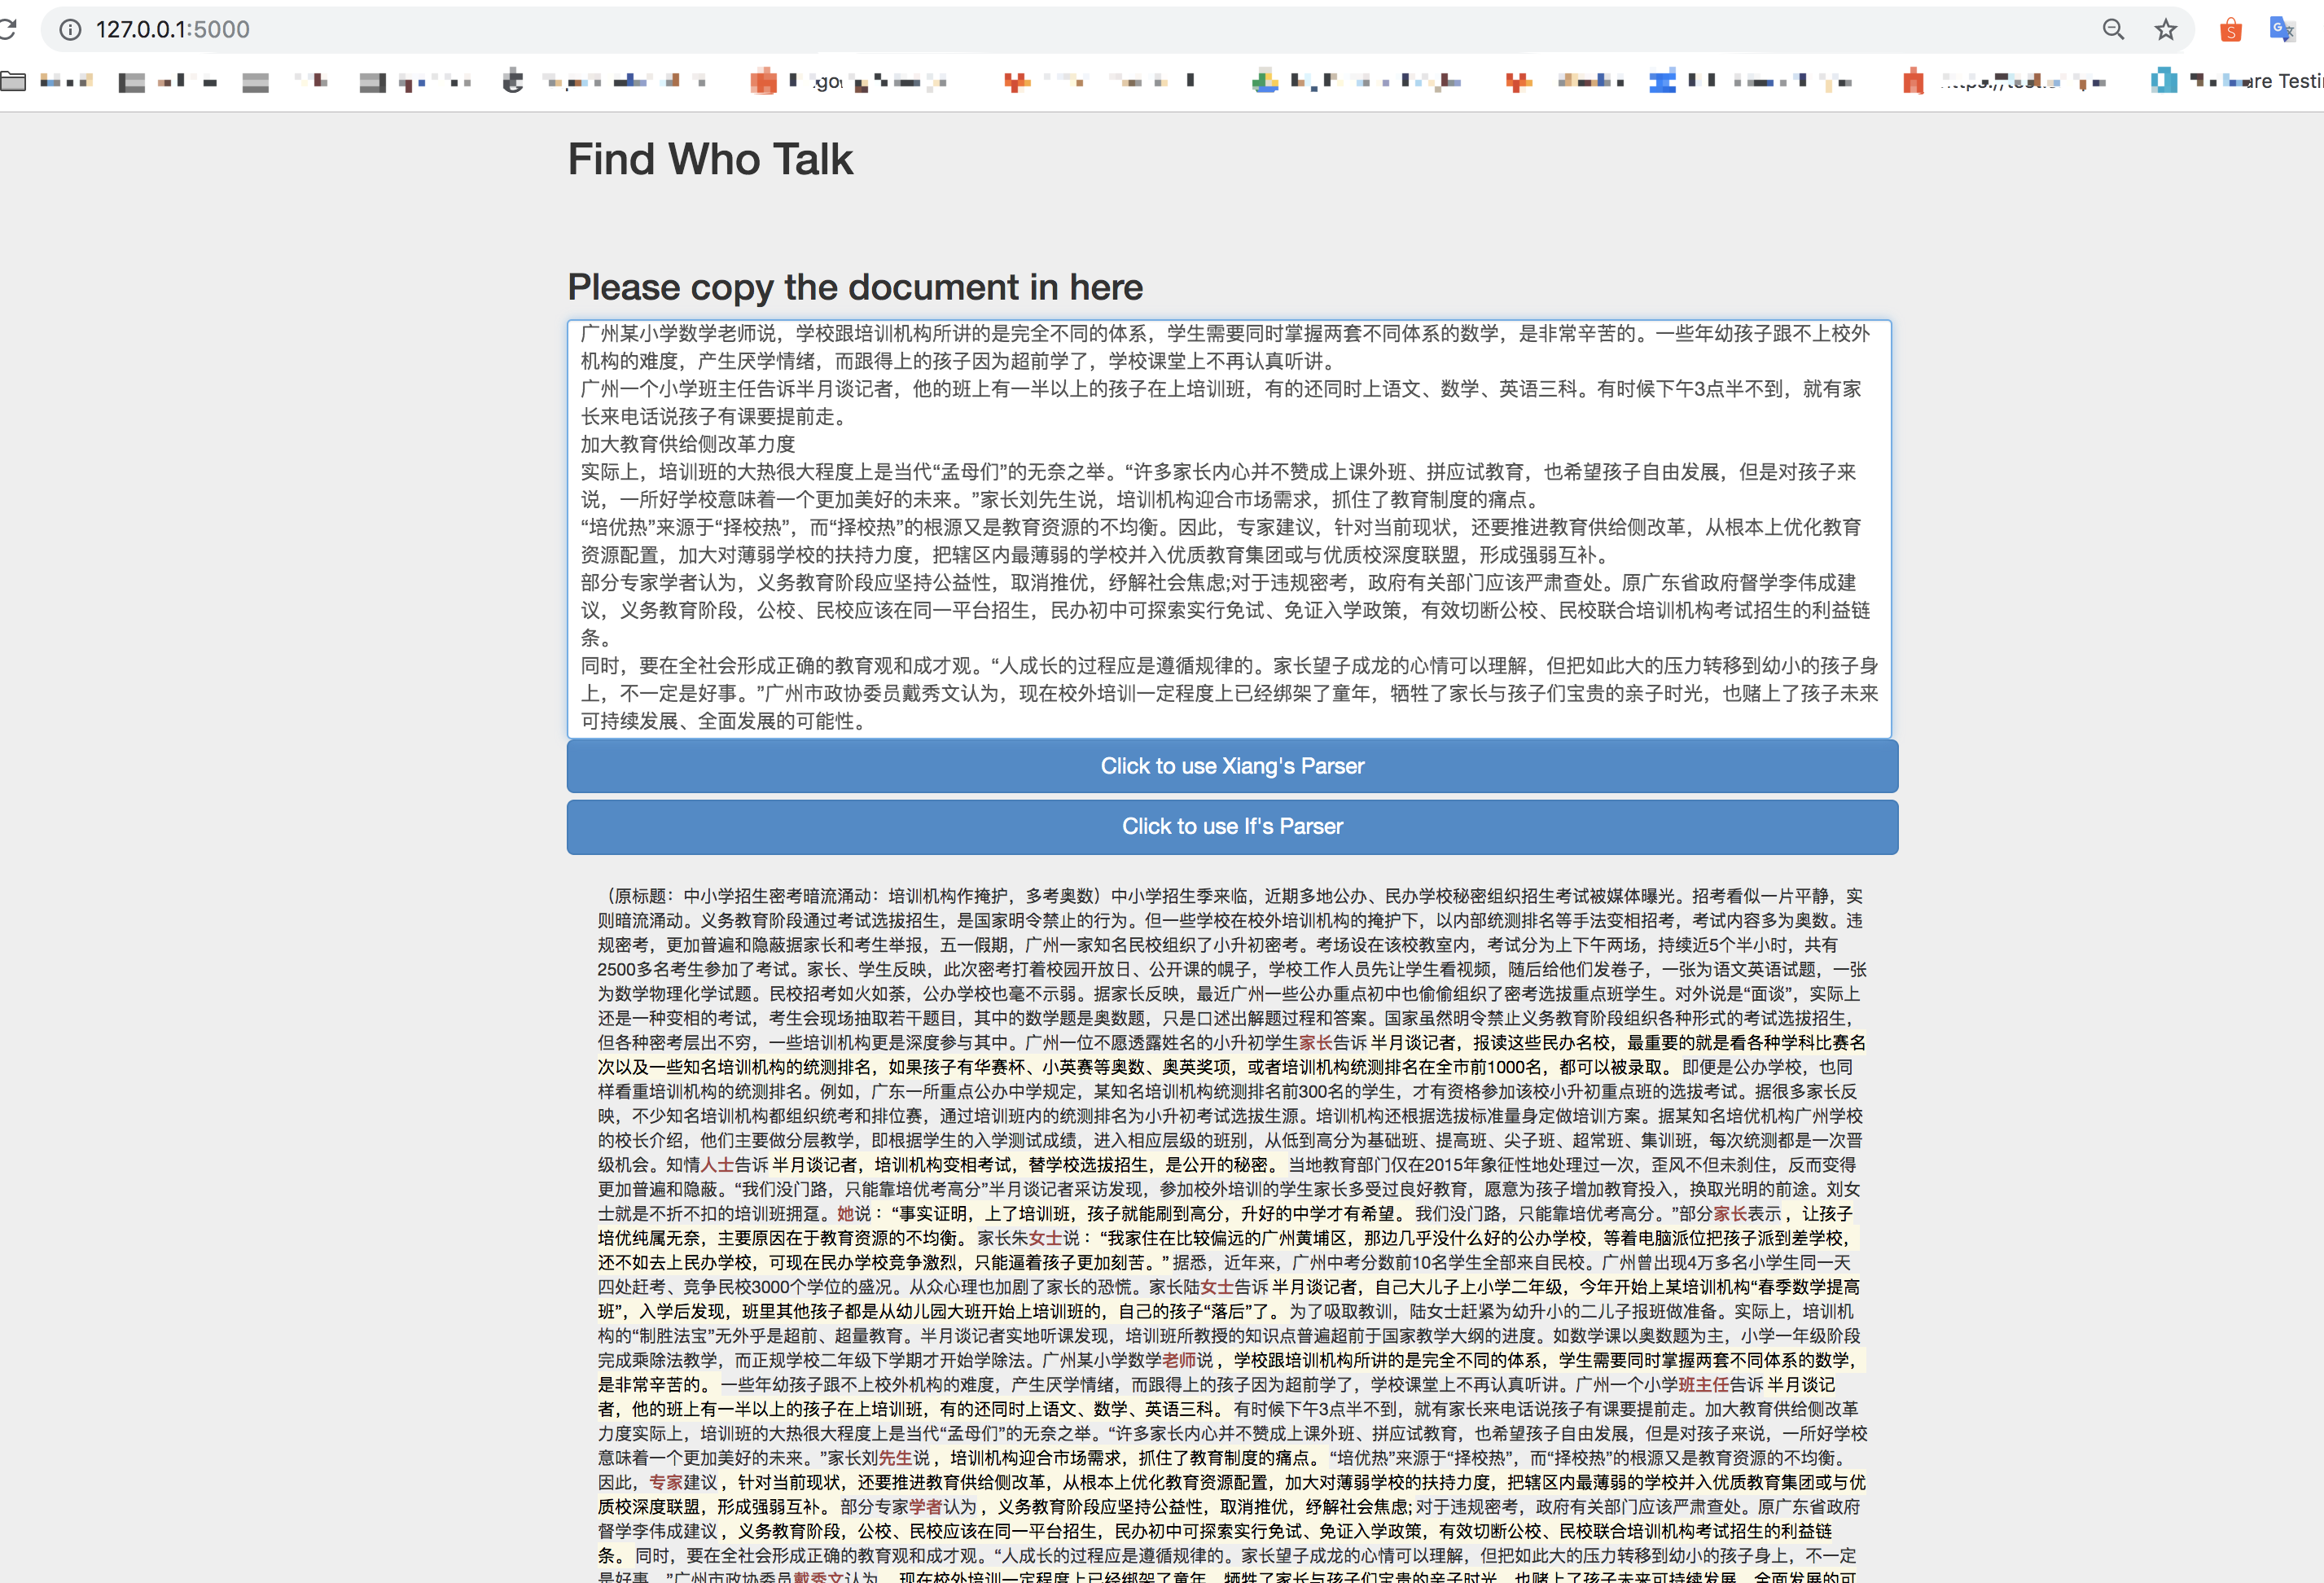 127.0.0.1:5000
are Testi
Find Who Talk
Please copy the document in here
广州某小学数学老师说，学校跟培训机构所讲的是完全不同的体系，学生需要同时掌握两套不同体系的数学，是非常辛苦的。一些年幼孩子跟不上校外
机构的难度，产生厌学情绪，而跟得上的孩子因为超前学了，学校课堂上不再认真听讲。
广州一个小学班主任告诉半月谈记者，他的班上有一半以上的孩子在上培训班，有的还同时上语文、数学、英语三科。有时候下午3点半不到，就有家
长来电话说孩子有课要提前走。
加大教育供给侧改革力度
实际上，培训班的大热很大程度上是当代“孟母们”的无奈之举。“许多家长内心并不赞成上课外班、拼应试教育，也希望孩子自由发展，但是对孩子来
说，一所好学校意味着一个更加美好的未来。”家长刘先生说，培训机构迎合市场需求，抓住了教育制度的痛点。
“培优热”来源于“择校热”，而“择校热”的根源又是教育资源的不均衡。因此，专家建议，针对当前现状，还要推进教育供给侧改革，从根本上优化教育
资源配置，加大对薄弱学校的扶持力度，把辖区内最薄弱的学校并入优质教育集团或与优质校深度联盟，形成强弱互补。
部分专家学者认为，义务教育阶段应坚持公益性，取消推优，纾解社会焦虑;对于违规密考，政府有关部门应该严肃查处。原广东省政府督学李伟成建
议，义务教育阶段，公校、民校应该在同一平台招生，民办初中可探索实行免试、免证入学政策，有效切断公校、民校联合培训机构考试招生的利益链
条。
同时，要在全社会形成正确的教育观和成才观。“人成长的过程应是遵循规律的。家长望子成龙的心情可以理解，但把如此大的压力转移到幼小的孩子身
上，不一定是好事。”广州市政协委员戴秀文认为，现在校外培训一定程度上已经绑架了童年，牺牲了家长与孩子们宝贵的亲子时光，也赌上了孩子未来
可持续发展、全面发展的可能性。
Click to use Xiang's Parser
Click to use If's Parser
（原标题：中小学招生密考暗流涌动：培训机构作掩护，多考奥数）中小学招生季来临，近期多地公办、民办学校秘密组织招生考试被媒体曝光。招考看似一片平静，实
则暗流涌动。义务教育阶段通过考试选拔招生，是国家明令禁止的行为。但一些学校在校外培训机构的掩护下，以内部统测排名等手法变相招考，考试内容多为奥数。违
规密考，更加普遍和隐蔽据家长和考生举报，五一假期，广州一家知名民校组织了小升初密考。考场设在该校教室内，考试分为上下午两场，持续近5个半小时，共有
2500多名考生参加了考试。家长、学生反映，此次密考打着校园开放日、公开课的幌子，学校工作人员先让学生看视频，随后给他们发卷子，一张为语文英语试题，一张
为数学物理化学试题。民校招考如火如荼，公办学校也毫不示弱。据家长反映，最近广州一些公办重点初中也偷偷组织了密考选拔重点班学生。对外说是“面谈”，实际上
还是一种变相的考试，考生会现场抽取若干题目，其中的数学题是奥数题，只是口述出解题过程和答案。国家虽然明令禁止义务教育阶段组织各种形式的考试选拔招生，
但各种密考层出不穷，一些培训机构更是深度参与其中。广州一位不愿透露姓名的小升初学生家长告诉 半月谈记者，报读这些民办名校，最重要的就是看各种学科比赛名
次以及一些知名培训机构的统测排名，如果孩子有华赛杯、小英赛等奥数、奥英奖项，或者培训机构统测排名在全市前1000名，都可以被录取。 即便是公办学校，也同
样看重培训机构的统测排名。例如，广东一所重点公办中学规定，某知名培训机构统测排名前300名的学生，才有资格参加该校小升初重点班的选拔考试。据很多家长反
映，不少知名培训机构都组织统考和排位赛，通过培训班内的统测排名为小升初考试选拔生源。培训机构还根据选拔标准量身定做培训方案。据某知名培优机构广州学校
的校长介绍，他们主要做分层教学，即根据学生的入学测试成绩，进入相应层级的班别，从低到高分为基础班、提高班、尖子班、超常班、集训班，每次统测都是一次晋
级机会。知情人士告诉 半月谈记者，培训机构变相考试，替学校选拔招生，是公开的秘密。 当地教育部门仅在2015年象征性地处理过一次，歪风不但未刹住，反而变得
更加普遍和隐蔽。“我们没门路，只能靠培优考高分”半月谈记者采访发现，参加校外培训的学生家长多受过良好教育，愿意为孩子增加教育投入，换取光明的前途。刘女
士就是不折不扣的培训班拥趸。她说：“事实证明，上了培训班，孩子就能刷到高分，升好的中学才有希望。 我们没门路，只能靠培优考高分。”部分家长表示，让孩子
培优纯属无奈，主要原因在于教育资源的不均衡。 家长朱女士说：“我家住在比较偏远的广州黄埔区，那边几乎没什么好的公办学校，等着电脑派位把孩子派到差学校，
还不如去上民办学校，可现在民办学校竞争激烈，只能逼着孩子更加刻苦。” 据悉，近年来，广州中考分数前10名学生全部来自民校。广州曾出现4万多名小学生同一天
四处赶考、竞争民校3000个学位的盛况。从众心理也加剧了家长的恐慌。家长陆女士告诉 半月谈记者，自己大儿子上小学二年级，今年开始上某培训机构“春季数学提高
班”，入学后发现，班里其他孩子都是从幼儿园大班开始上培训班的，自己的孩子“落后”了。 为了吸取教训，陆女士赶紧为幼升小的二儿子报班做准备。实际上，培训机
构的“制胜法宝”无外乎是超前、超量教育。半月谈记者实地听课发现，培训班所教授的知识点普遍超前于国家教学大纲的进度。如数学课以奥数题为主，小学一年级阶段
完成乘除法教学，而正规学校二年级下学期才开始学除法。广州某小学数学老师说，学校跟培训机构所讲的是完全不同的体系，学生需要同时掌握两套不同体系的数学，
是非常辛苦的。 一些年幼孩子跟不上校外机构的难度，产生厌学情绪，而跟得上的孩子因为超前学了，学校课堂上不再认真听讲。广州一个小学班主任告诉 半月谈记
者，他的班上有一半以上的孩子在上培训班，有的还同时上语文、数学、英语三科。 有时候下午3点半不到，就有家长来电话说孩子有课要提前走。加大教育供给侧改革
力度实际上，培训班的大热很大程度上是当代“孟母们”的无奈之举。“许多家长内心并不赞成上课外班、拼应试教育，也希望孩子自由发展，但是对孩子来说，一所好学校
意味着一个更加美好的未来。”家长刘先生说，培训机构迎合市场需求，抓住了教育制度的痛点。 “培优热”来源于“择校热”，而“择校热”的根源又是教育资源的不均衡。
因此，专家建议，针对当前现状，还要推进教育供给侧改革，从根本上优化教育资源配置，加大对薄弱学校的扶持力度，把辖区内最薄弱的学校并入优质教育集团或与优
质校深度联盟，形成强弱互补。 部分专家学者认为，义务教育阶段应坚持公益性，取消推优，纾解社会焦虑; 对于违规密考，政府有关部门应该严肃查处。原广东省政府
督学李伟成建议，义务教育阶段，公校、民校应该在同一平台招生，民办初中可探索实行免试、免证入学政策，有效切断公校、民校联合培训机构考试招生的利益链
条。 同时，要在全社会形成正确的教育观和成才观。“人成长的过程应是遵循规律的。家长望子成龙的心情可以理解，但把如此大的压力转移到幼小的孩子身上，不一定
是好事。”广州市政协委员戴秀文认为，现在校外培训一定程度上已经绑架了童年，牺牲了家长与孩子们宝贵的亲子时光，也赌上了孩子未来可持续发展、全面发展的可